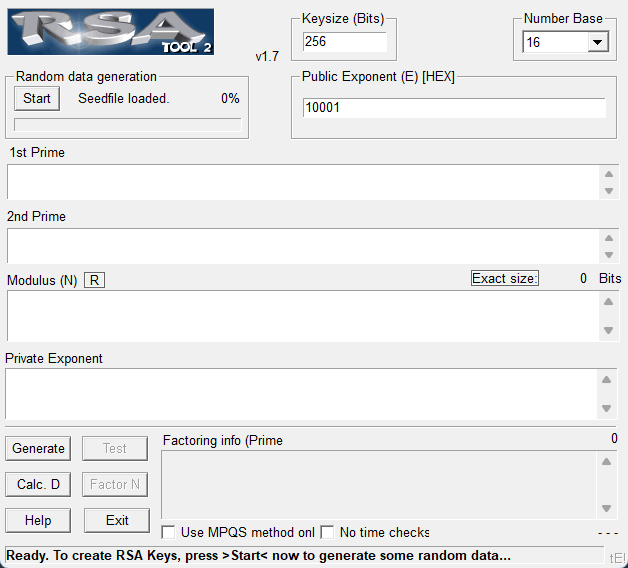 RSA
TOOL 2
v1.7
Keysize (Bits)
256
Number Base
16
Random data generation
Start Seedfile loaded. 0%
Public Exponent (E) [HEX]
10001
1st Prime
2nd Prime
Modulus (N) R Exact size: 0 Bits
Private Exponent
Generate Test
Factoring info (Prime 0
Calc. D Factor N
Help Exit
Use MPQS method onl No time checks - - -
Ready. To create RSA Keys, press >Start< now to generate some random data...
tE!